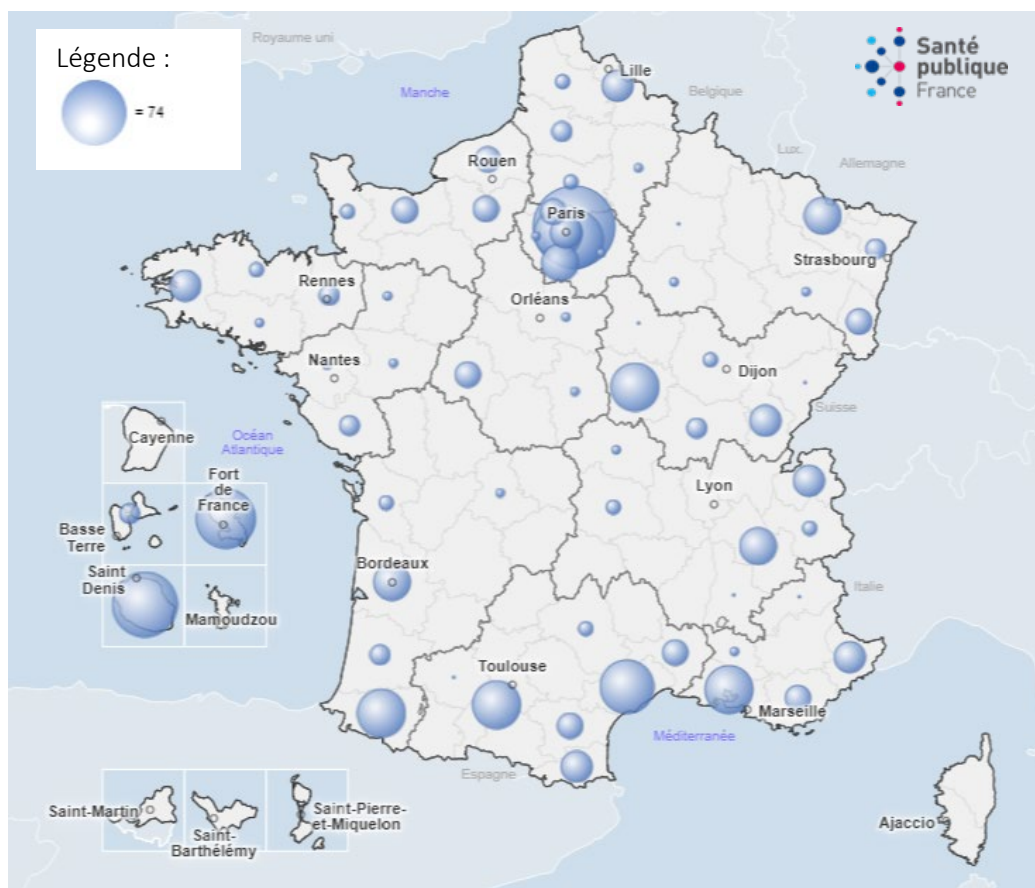 Légende :
= 74
Royaume uni
Santé
publique
France
Lille
Manche
Belgique
Rouen
Lux.
Allemagne
Paris
Strasbourg
Rennes
Orléans
Nantes
Dijon
Suisse
Cayenne
Océan
Atlantique
Fort
de
France
Lyon
Basse
Terre
Saint
Denis
Bordeaux
Italie
Mamoudzou
Toulouse
Marseille
Méditerranée
Espagne
Saint-Martin
Saint-
Barthélémy
Saint-Pierre-
et-Miquelon
Ajaccio